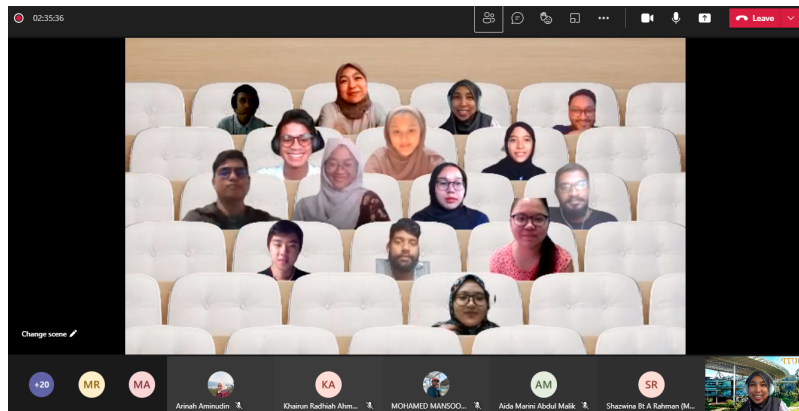 02:35:36
Leave
Change scene
+20
MR
MA
Arinah Aminudin
KA
Khairun Radhiah Ahm...
MOHAMED MANSOO...
AM
Aida Marini Abdul Malik
SR
Shazwina Bt A Rahman (M...